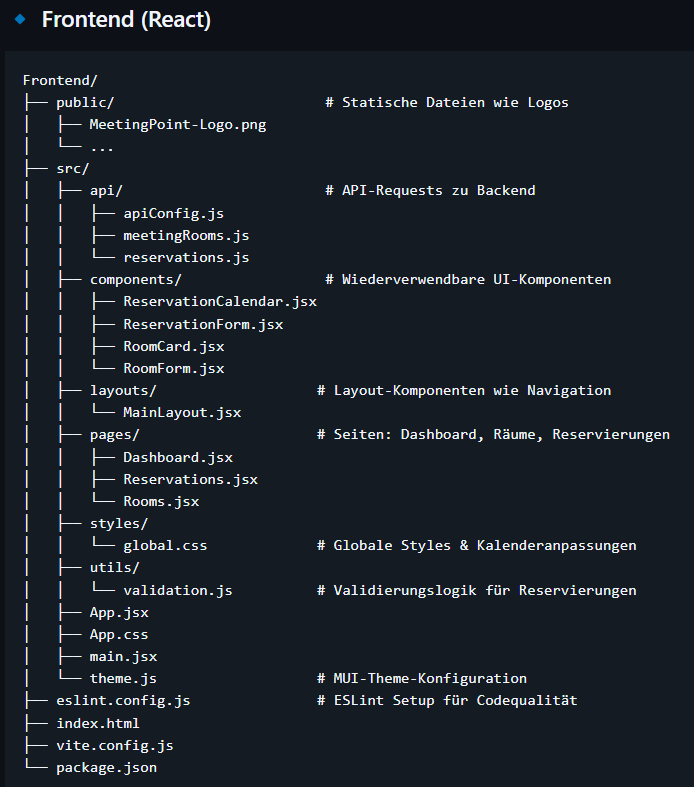 Frontend (React)
Frontend/
├── public/                         # Statische Dateien wie Logos
│   ├── MeetingPoint-Logo.png
│   └── ...
├── src/
│   ├── api/                        # API-Requests zu Backend
│   │   ├── apiConfig.js
│   │   ├── meetingRooms.js
│   │   └── reservations.js
│   ├── components/                 # Wiederverwendbare UI-Komponenten
│   │   ├── ReservationCalendar.jsx
│   │   ├── ReservationForm.jsx
│   │   ├── RoomCard.jsx
│   │   └── RoomForm.jsx
│   ├── layouts/                   # Layout-Komponenten wie Navigation
│   │   └── MainLayout.jsx
│   ├── pages/                     # Seiten: Dashboard, Räume, Reservierungen
│   │   ├── Dashboard.jsx
│   │   ├── Reservations.jsx
│   │   └── Rooms.jsx
│   ├── styles/
│   │   └── global.css             # Globale Styles & Kalenderanpassungen
│   ├── utils/
│   │   └── validation.js          # Validierungslogik für Reservierungen
│   ├── App.jsx
│   ├── App.css
│   ├── main.jsx
│   └── theme.js                   # MUI-Theme-Konfiguration
├── eslint.config.js               # ESLint Setup für Codequalität
├── index.html
├── vite.config.js
└── package.json